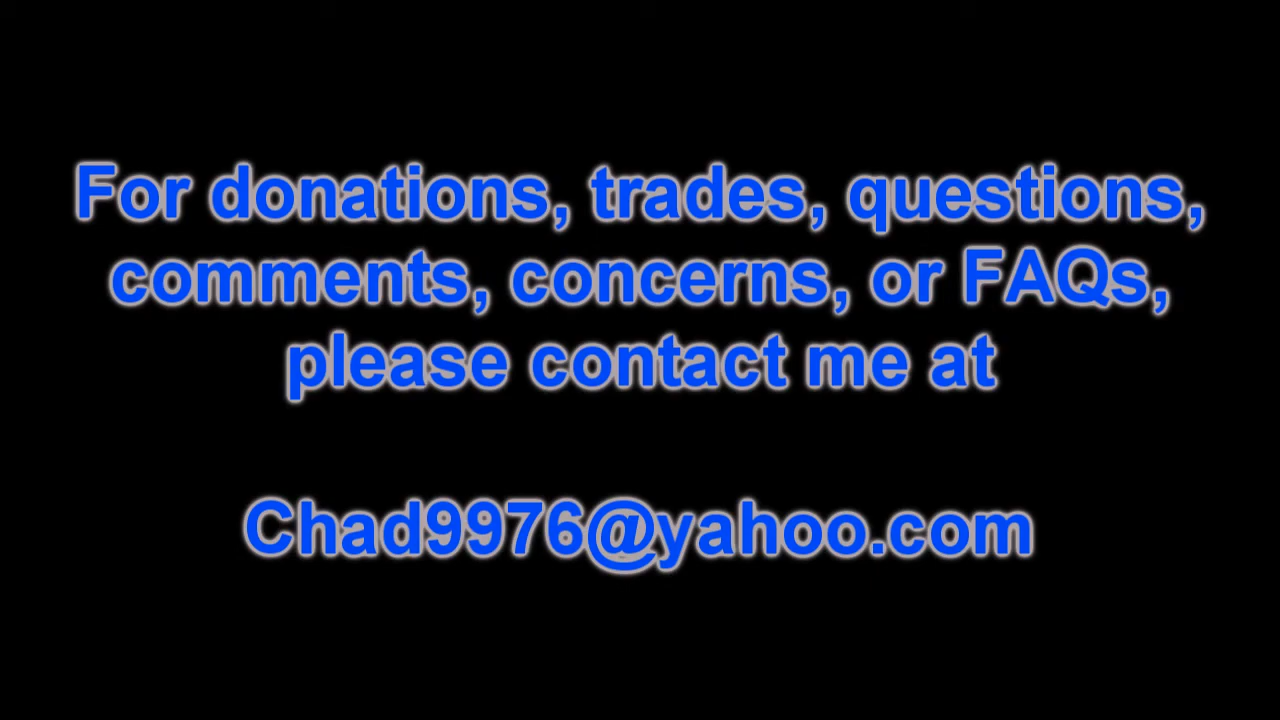 For donations, trades, questions,
comments, concerns, or FAQs,
please contact me at
Chad9976@yahoo.com